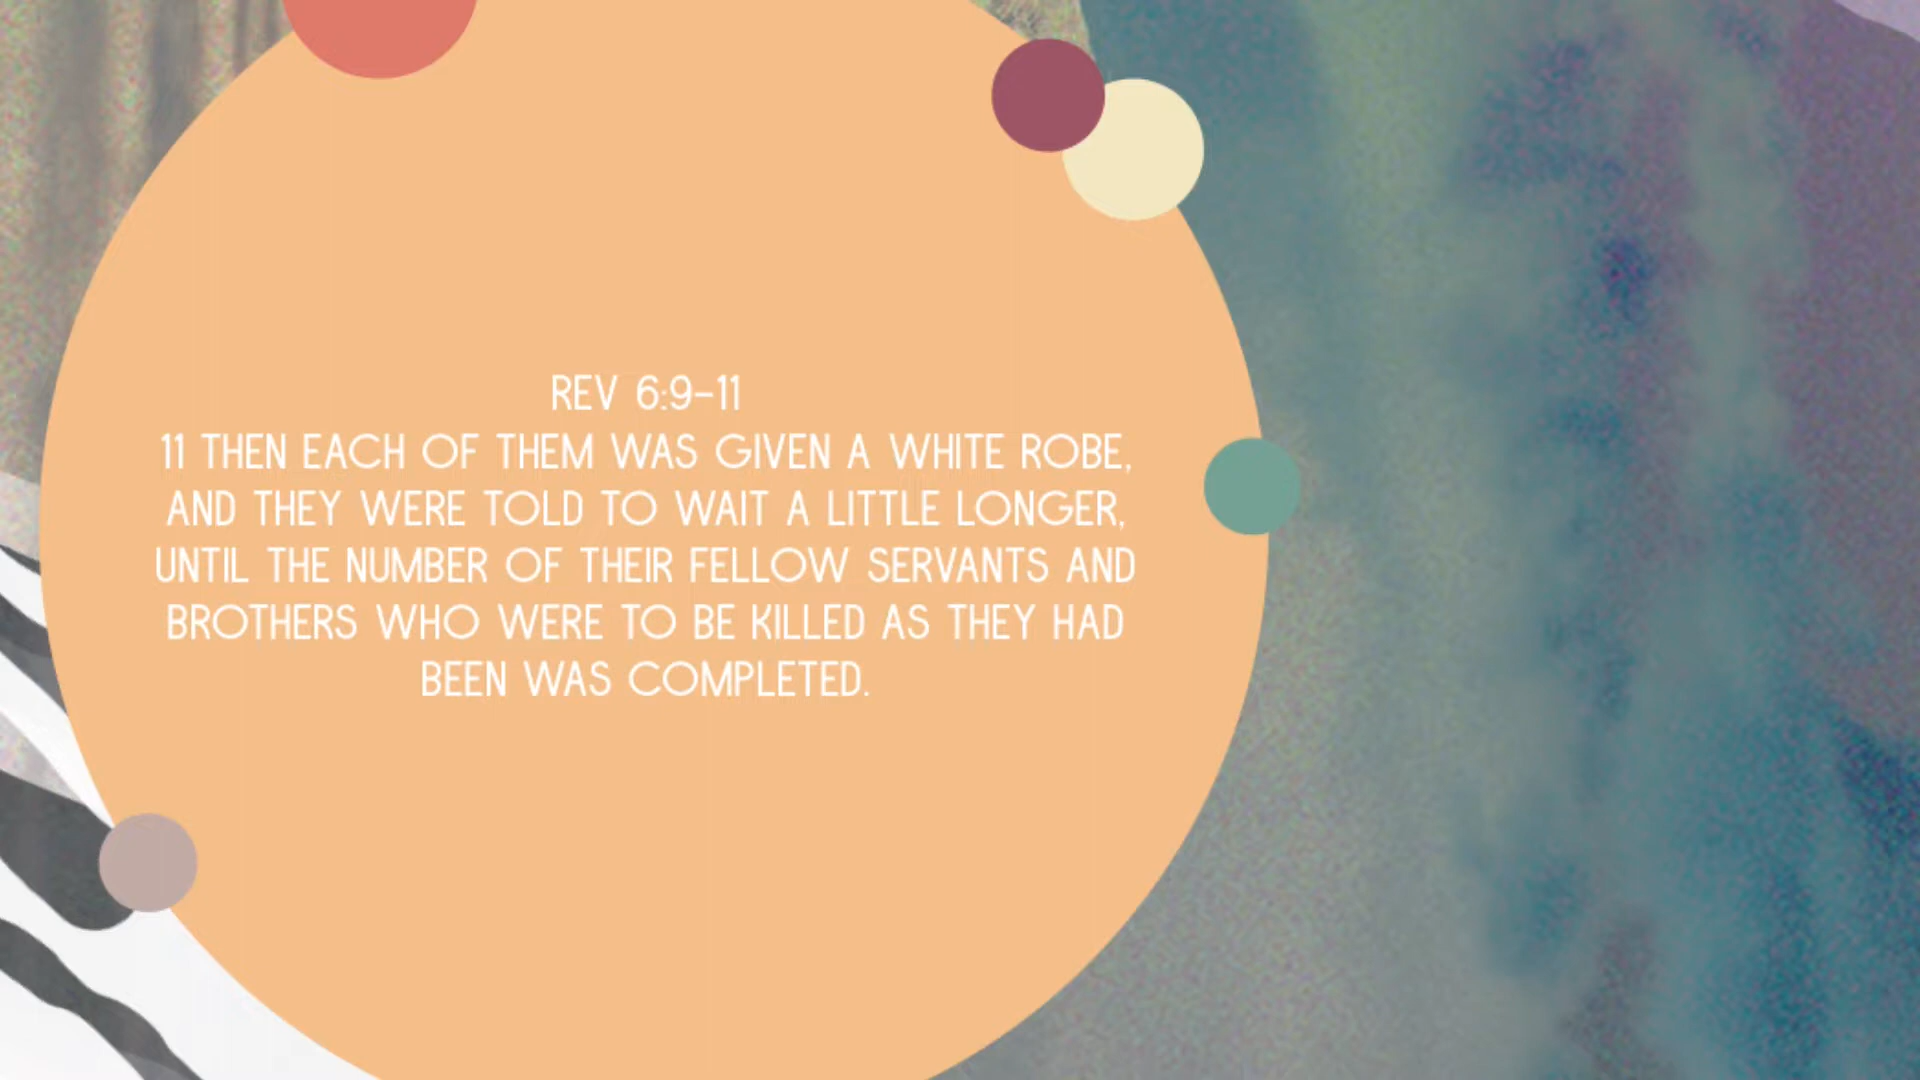 REV 6:9-11
11 THEN EACH OF THEM WAS GIVEN A WHITE ROBE,
AND THEY WERE TOLD TO WAIT A LITTLE LONGER,
UNTIL THE NUMBER OF THEIR FELLOW SERVANTS AND
BROTHERS WHO WERE TO BE KILLED AS THEY HAD
BEEN WAS COMPLETED.